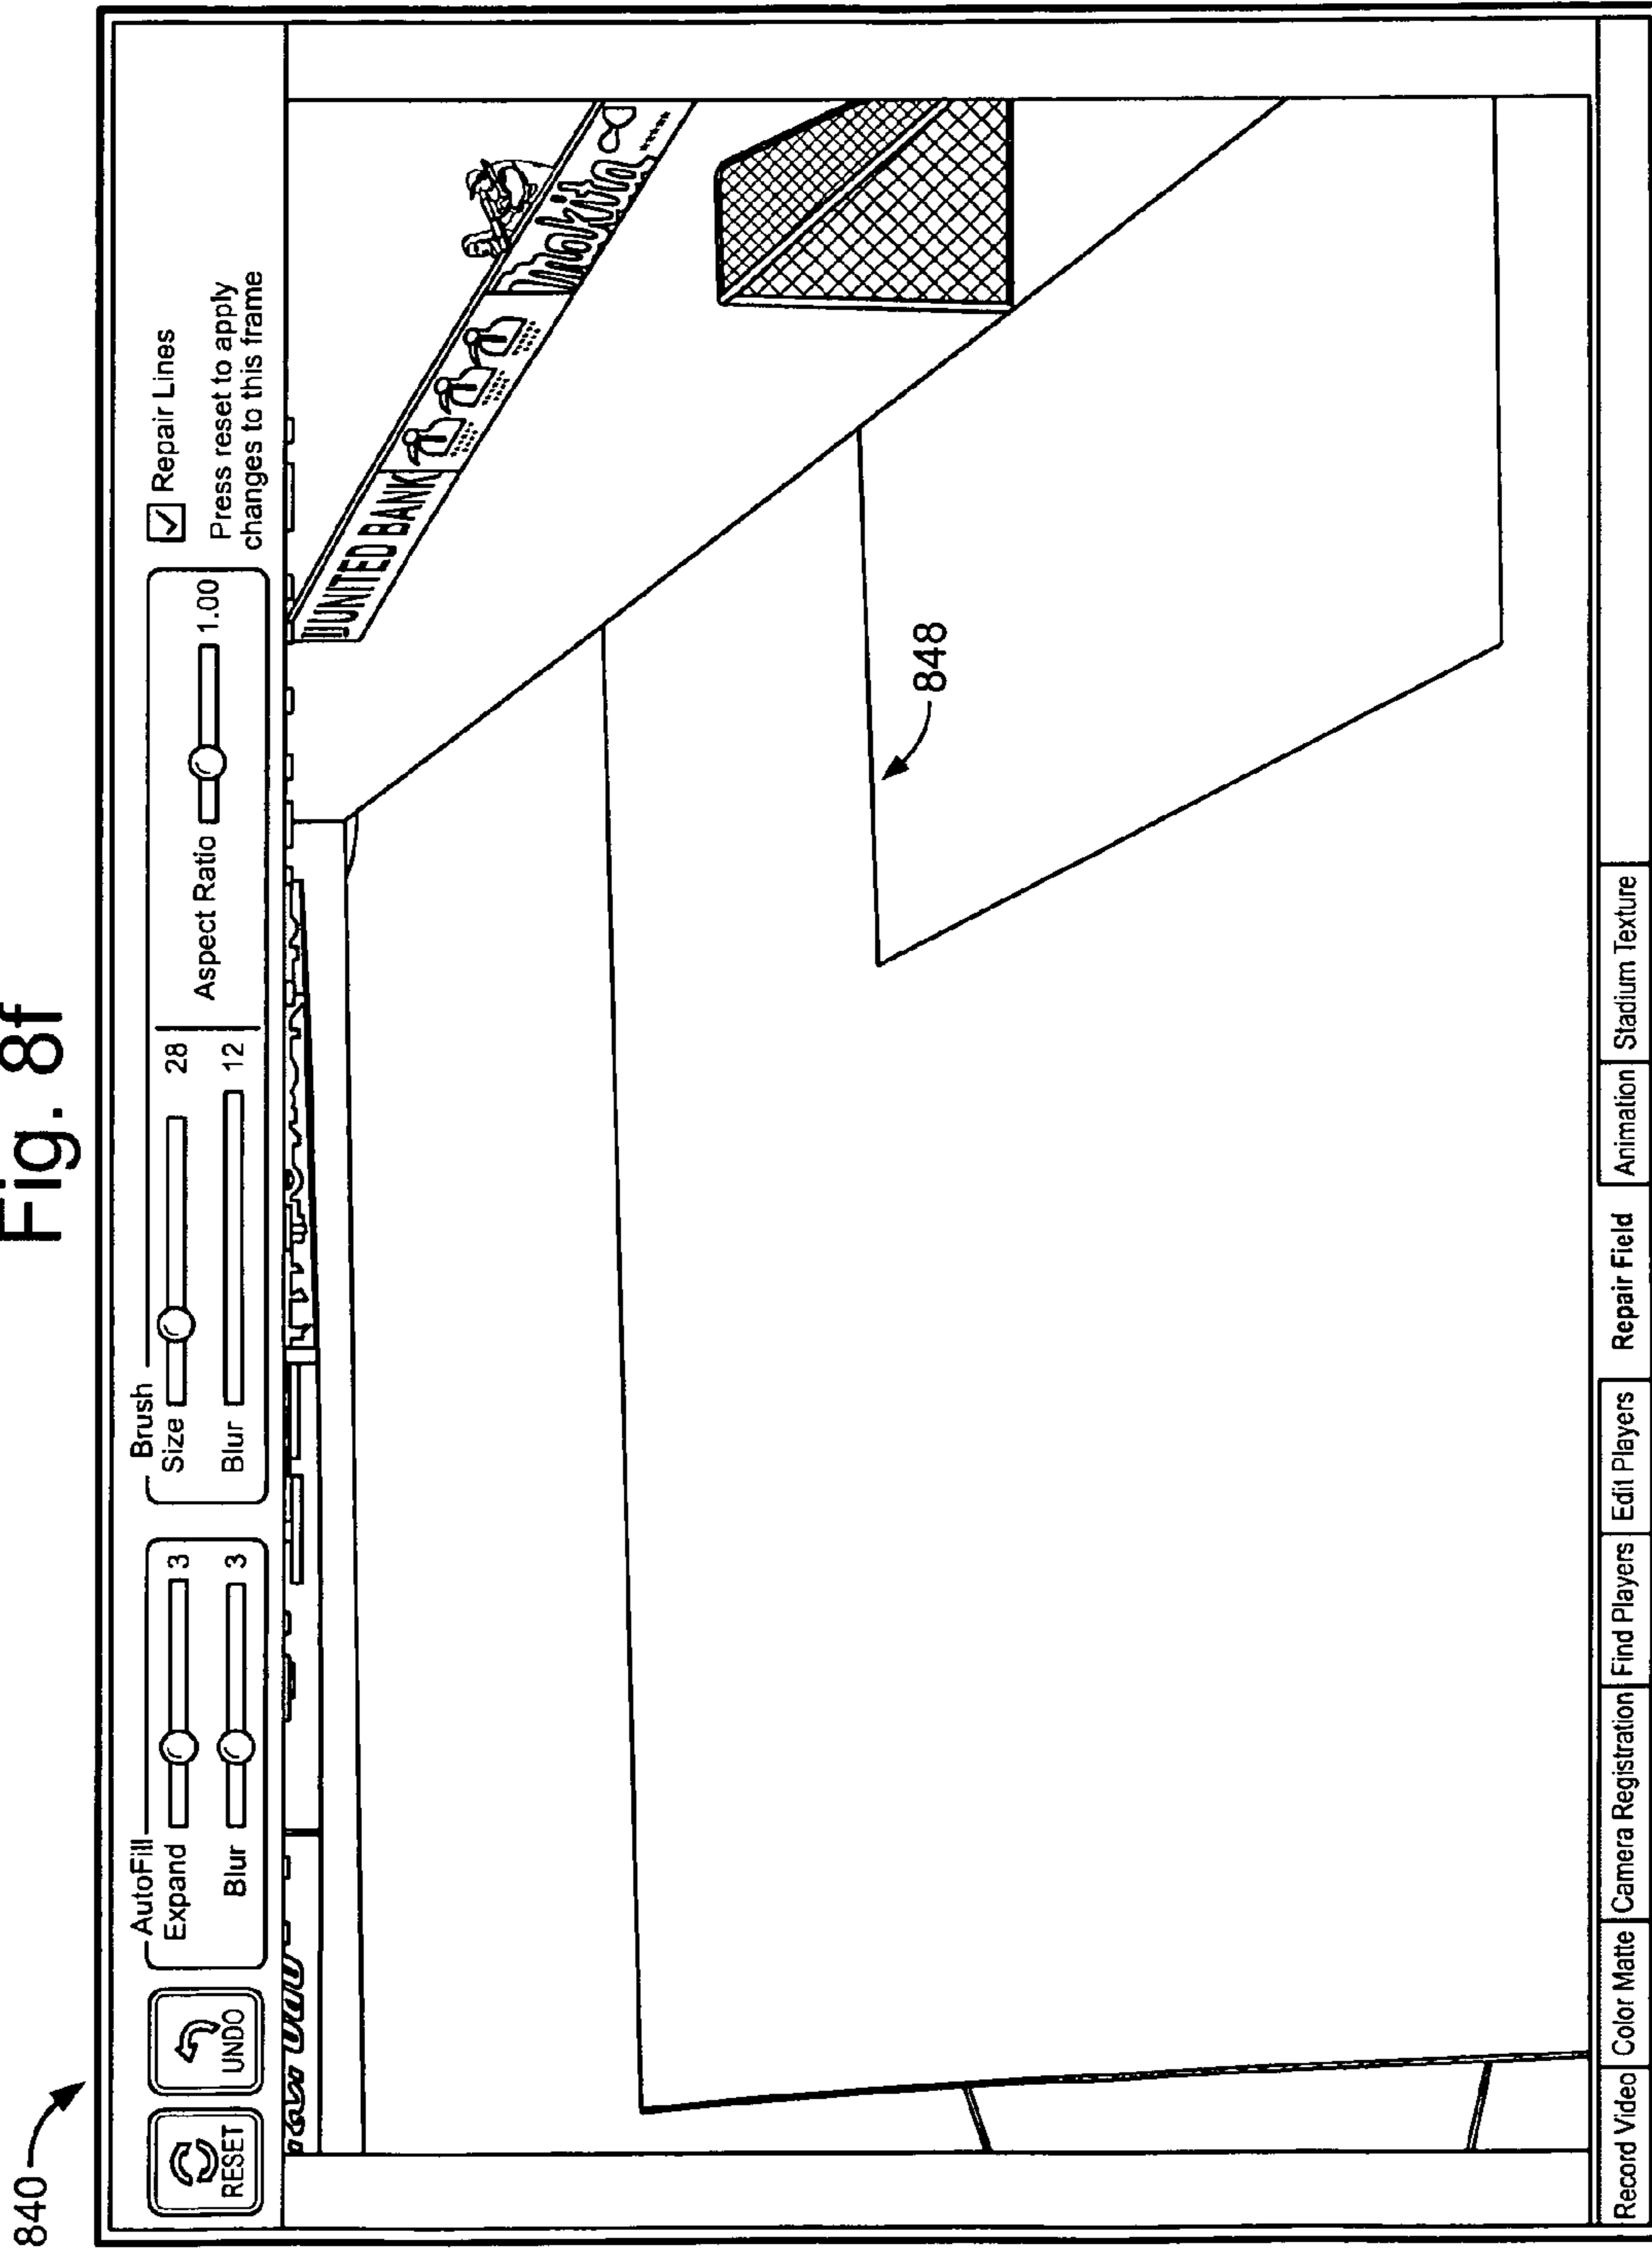 Fig. 8f
840
RESET
UNDO
AutoFill
Expand 3
Blur 3
Brush
Size 28
Blur 12
Aspect Ratio 1.00
Repair Lines
Press reset to apply
changes to this frame
UNITED BANK
Makita
848
Record Video Color Matte Camera Registration Find Players Edit Players Repair Field Animation Stadium Texture